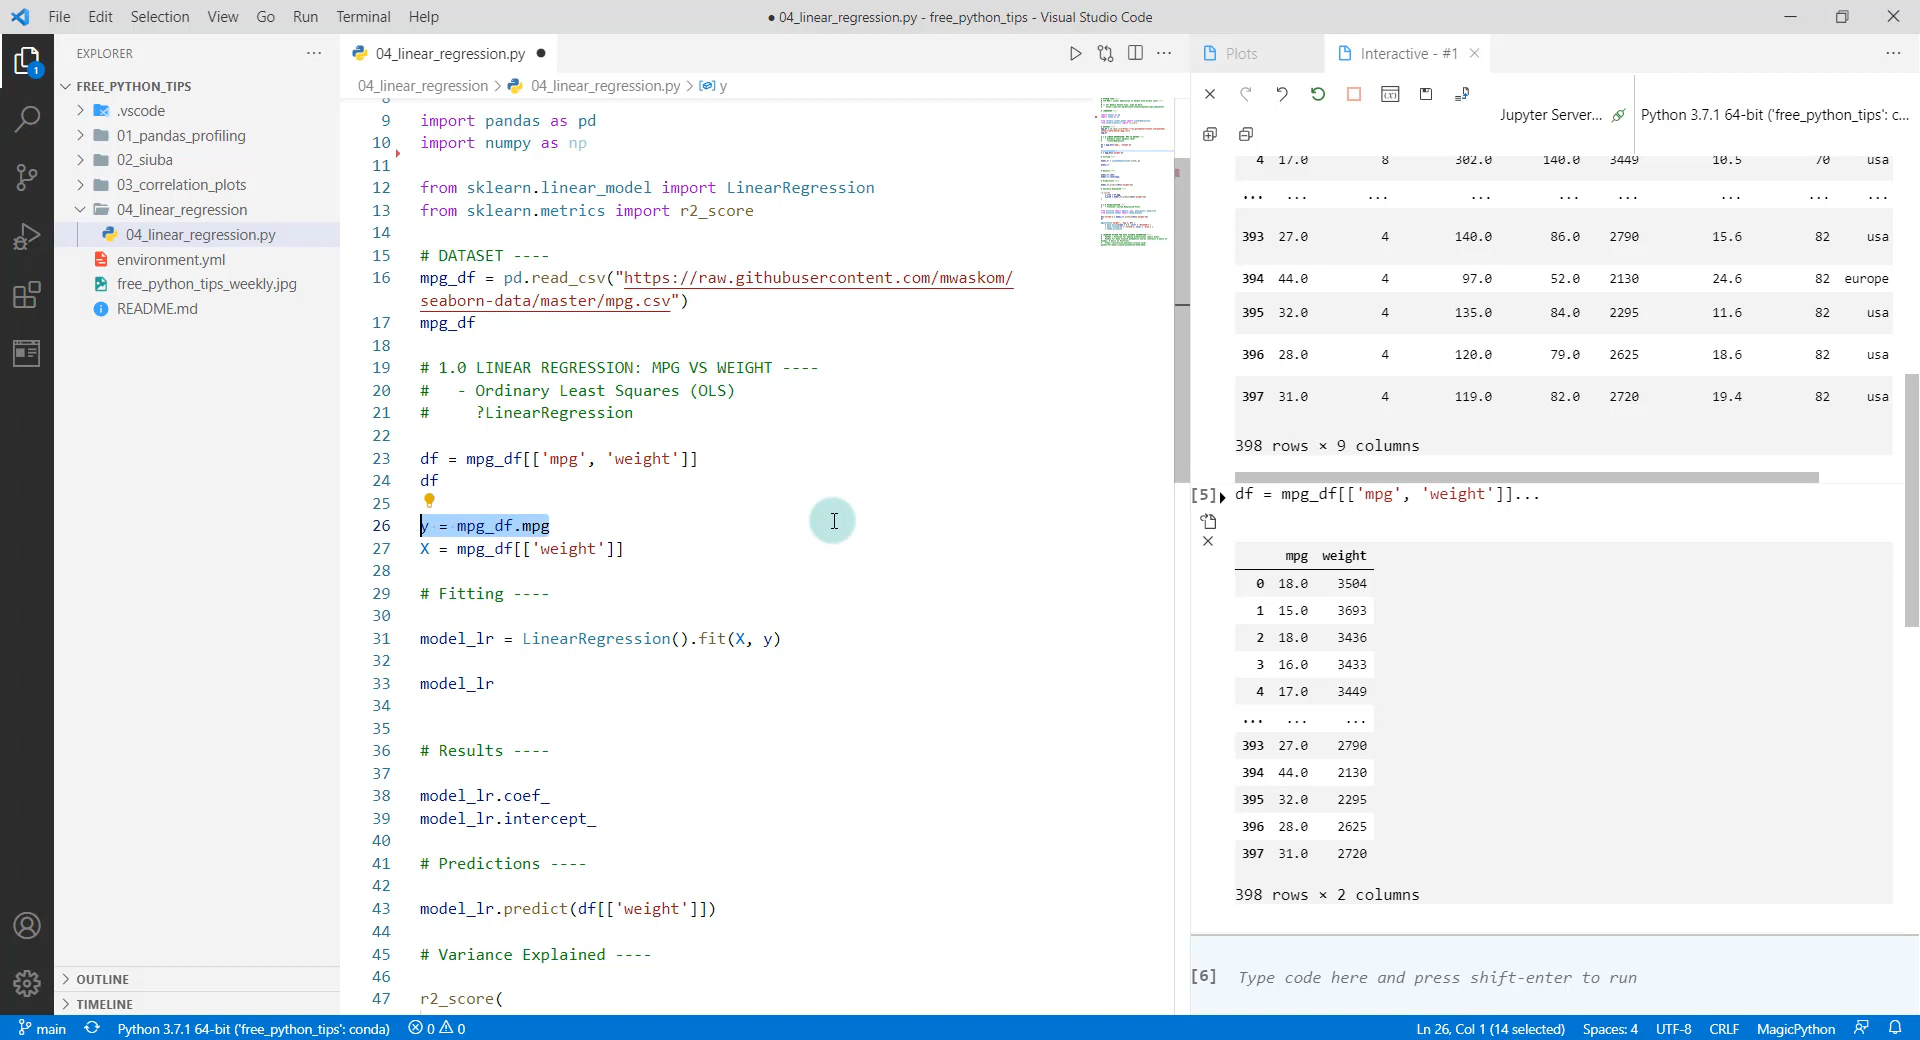 File Edit Selection View Go Run Terminal Help
● 04_linear_regression.py - free_python_tips - Visual Studio Code
1
EXPLORER
FREE_PYTHON_TIPS
.vscode
01_pandas_profiling
02_siuba
03_correlation_plots
04_linear_regression
04_linear_regression.py
environment.yml
free_python_tips_weekly.jpg
README.md
OUTLINE
TIMELINE
04_linear_regression.py ●
04_linear_regression > 04_linear_regression.py > y
8
9 import pandas as pd
10 import numpy as np
11
12 from sklearn.linear_model import LinearRegression
13 from sklearn.metrics import r2_score
14
15 # DATASET ----
16 mpg_df = pd.read_csv("https://raw.githubusercontent.com/mwaskom/
seaborn-data/master/mpg.csv")
17 mpg_df
18
19 # 1.0 LINEAR REGRESSION: MPG VS WEIGHT ----
20 #   - Ordinary Least Squares (OLS)
21 #     ?LinearRegression
22
23 df = mpg_df[['mpg', 'weight']]
24 df
25
26 y = mpg_df.mpg
27 X = mpg_df[['weight']]
28
29 # Fitting ----
30
31 model_lr = LinearRegression().fit(X, y)
32
33 model_lr
34
35
36 # Results ----
37
38 model_lr.coef_
39 model_lr.intercept_
40
41 # Predictions ----
42
43 model_lr.predict(df[['weight']])
44
45 # Variance Explained ----
46
47 r2_score(
Plots
Interactive - #1
Jupyter Server...
Python 3.7.1 64-bit ('free_python_tips': c...
4 17.0 8 302.0 140.0 3449 10.5 70 usa
... ... ... ... ... ... ... ... ...
393 27.0 4 140.0 86.0 2790 15.6 82 usa
394 44.0 4 97.0 52.0 2130 24.6 82 europe
395 32.0 4 135.0 84.0 2295 11.6 82 usa
396 28.0 4 120.0 79.0 2625 18.6 82 usa
397 31.0 4 119.0 82.0 2720 19.4 82 usa
398 rows × 9 columns
[5] df = mpg_df[['mpg', 'weight']]...
mpg weight
0 18.0 3504
1 15.0 3693
2 18.0 3436
3 16.0 3433
4 17.0 3449
... ... ...
393 27.0 2790
394 44.0 2130
395 32.0 2295
396 28.0 2625
397 31.0 2720
398 rows × 2 columns
[6] Type code here and press shift-enter to run
main Python 3.7.1 64-bit ('free_python_tips': conda) 0 0 Ln 26, Col 1 (14 selected) Spaces: 4 UTF-8 CRLF MagicPython